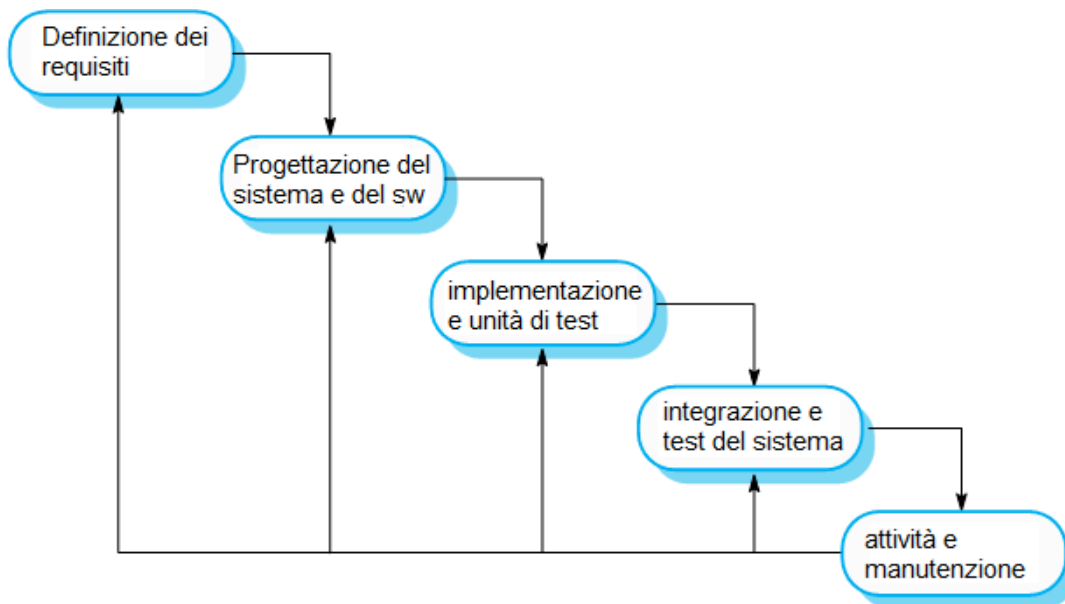 Definizione dei
requisiti
Progettazione del
sistema e del sw
implementazione
e unità di test
integrazione e
test del sistema
attività e
manutenzione